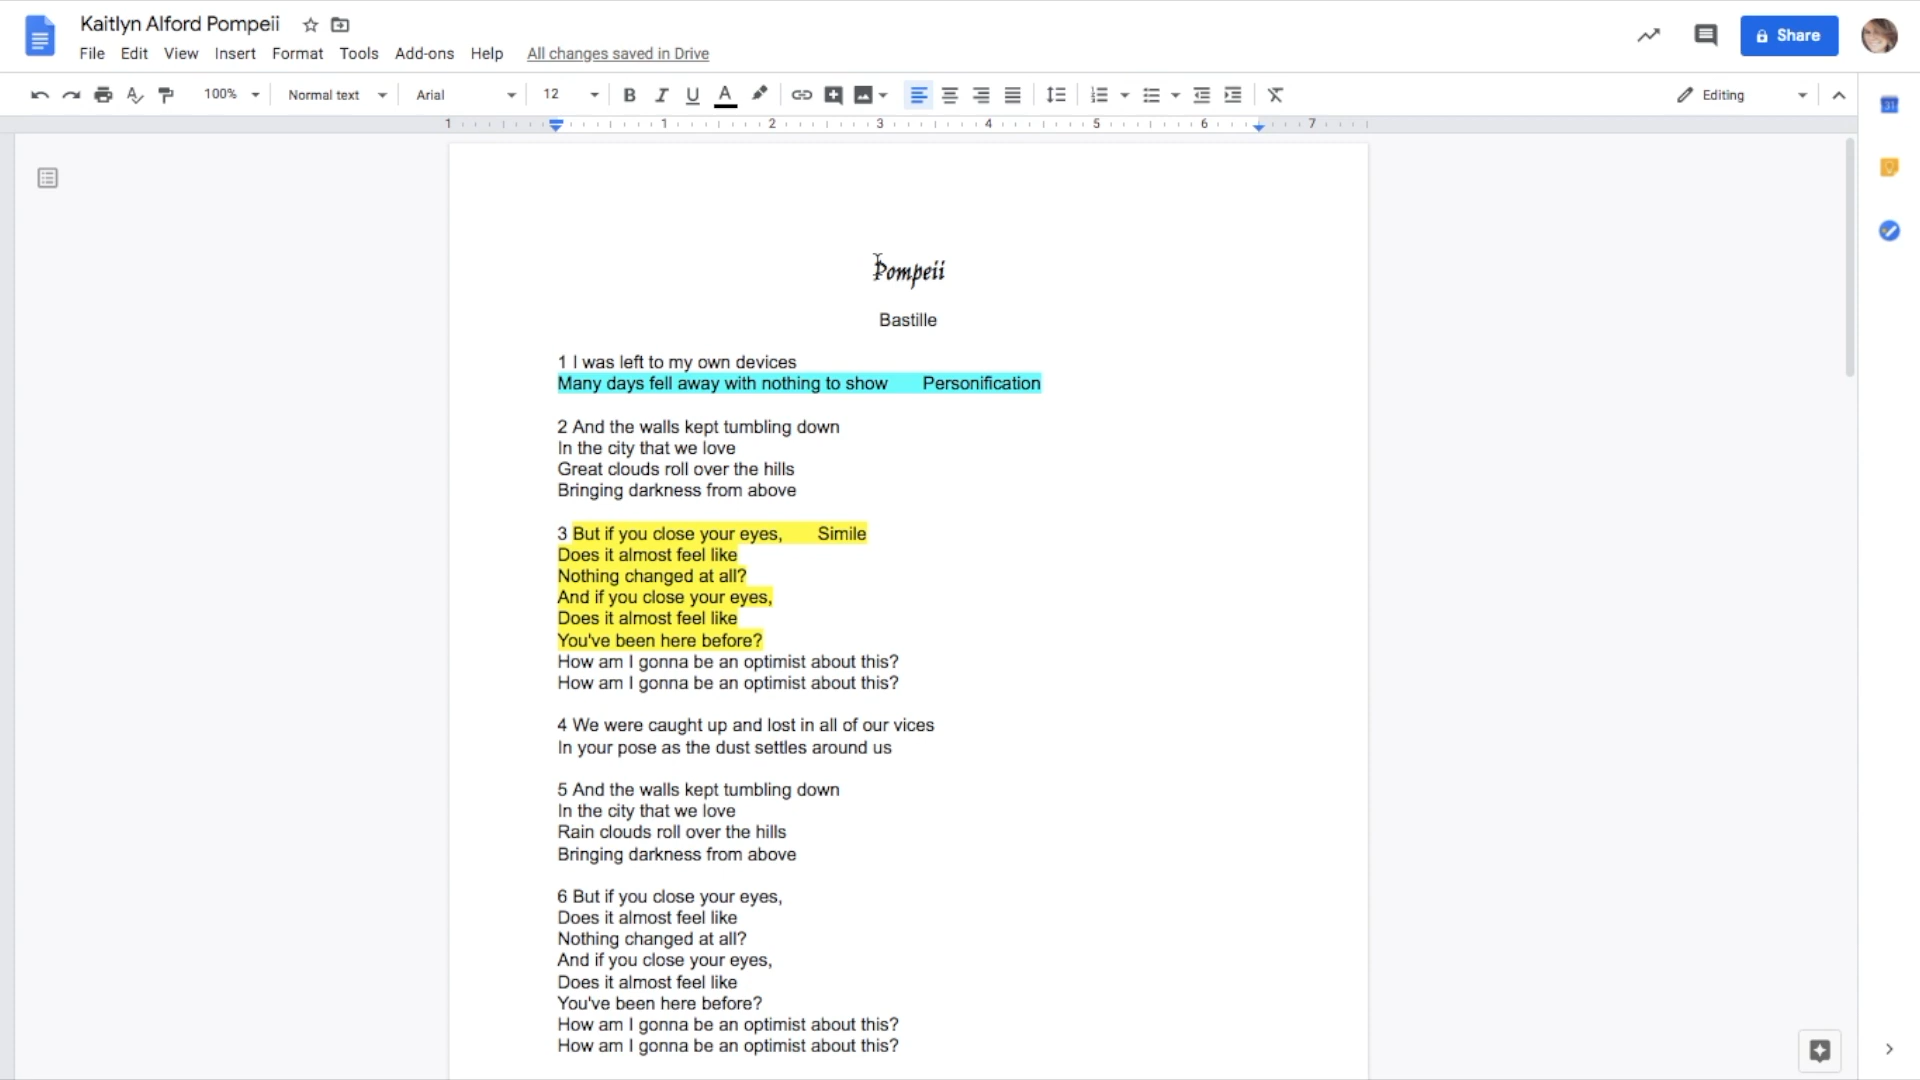 Kaitlyn Alford Pompeii
File Edit View Insert Format Tools Add-ons Help All changes saved in Drive
Share
100% Normal text Arial 12 Editing
1 1 2 3 4 5 6 7
31
Pompeii
Bastille
1 I was left to my own devices
Many days fell away with nothing to show Personification
2 And the walls kept tumbling down
In the city that we love
Great clouds roll over the hills
Bringing darkness from above
3 But if you close your eyes, Simile
Does it almost feel like
Nothing changed at all?
And if you close your eyes,
Does it almost feel like
You've been here before?
How am I gonna be an optimist about this?
How am I gonna be an optimist about this?
4 We were caught up and lost in all of our vices
In your pose as the dust settles around us
5 And the walls kept tumbling down
In the city that we love
Rain clouds roll over the hills
Bringing darkness from above
6 But if you close your eyes,
Does it almost feel like
Nothing changed at all?
And if you close your eyes,
Does it almost feel like
You've been here before?
How am I gonna be an optimist about this?
How am I gonna be an optimist about this?